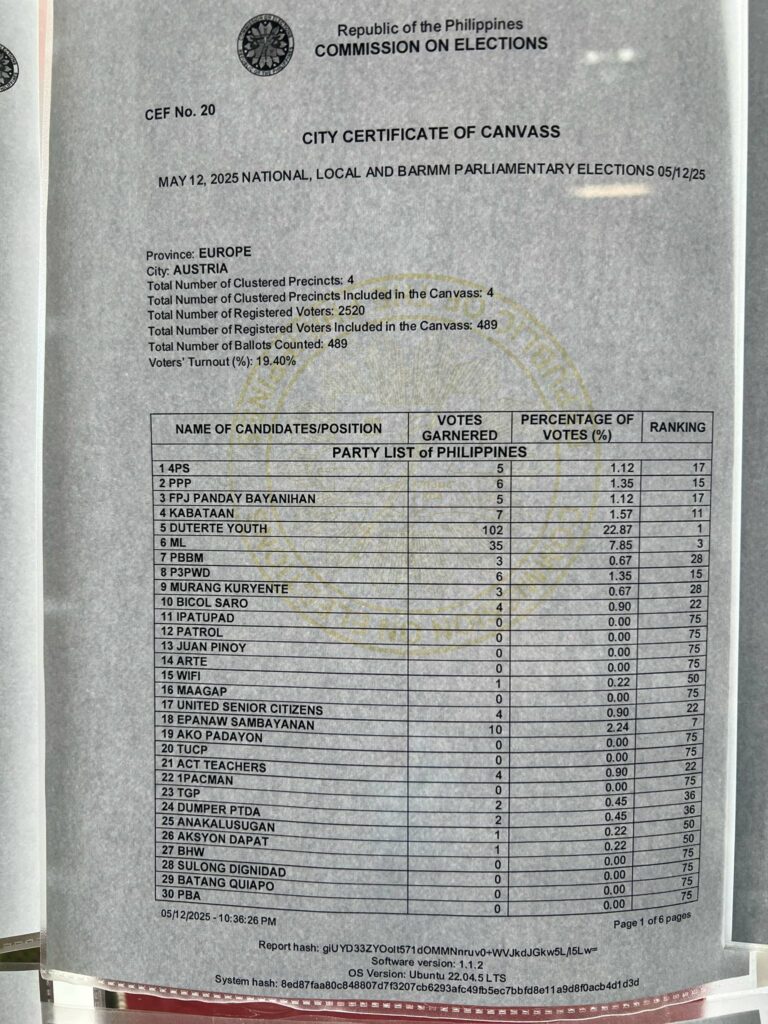 Republic of the Philippines
COMMISSION ON ELECTIONS
CEF No. 20
CITY CERTIFICATE OF CANVASS
MAY 12, 2025 NATIONAL, LOCAL AND BARMM PARLIAMENTARY ELECTIONS 05/12/25
Province: EUROPE
City: AUSTRIA
Total Number of Clustered Precincts: 4
Total Number of Clustered Precincts Included in the Canvass: 4
Total Number of Registered Voters: 2520
Total Number of Registered Voters Included in the Canvass: 489
Total Number of Ballots Counted: 489
Voters' Turnout (%): 19.40%
NAME OF CANDIDATES/POSITION VOTES GARNERED PERCENTAGE OF VOTES (%) RANKING
PARTY LIST of PHILIPPINES
1 4PS 5 1.12 17
2 PPP 6 1.35 15
3 FPJ PANDAY BAYANIHAN 5 1.12 17
4 KABATAAN 7 1.57 11
5 DUTERTE YOUTH 102 22.87 1
6 ML 35 7.85 3
7 PBBM 3 0.67 28
8 P3PWD 6 1.35 15
9 MURANG KURYENTE 3 0.67 28
10 BICOL SARO 4 0.90 22
11 IPATUPAD 0 0.00 75
12 PATROL 0 0.00 75
13 JUAN PINOY 0 0.00 75
14 ARTE 0 0.00 75
15 WIFI 1 0.22 50
16 MAAGAP 0 0.00 75
17 UNITED SENIOR CITIZENS 4 0.90 22
18 EPANAW SAMBAYANAN 10 2.24 7
19 AKO PADAYON 0 0.00 75
20 TUCP 0 0.00 75
21 ACT TEACHERS 4 0.90 22
22 1PACMAN 0 0.00 75
23 TGP 2 0.45 36
24 DUMPER PTDA 2 0.45 36
25 ANAKALUSUGAN 1 0.22 50
26 AKSYON DAPAT 1 0.22 50
27 BHW 0 0.00 75
28 SULONG DIGNIDAD 0 0.00 75
29 BATANG QUIAPO 0 0.00 75
30 PBA 0 0.00 75
05/12/2025 - 10:36:26 PM Page 1 of 6 pages
Report hash: giUYD33ZYOolt571dOMMNnruv0+WVJkdJGkw5L/I5Lw=
Software version: 1.1.2
OS Version: Ubuntu 22.04.5 LTS
System hash: 8ed87faa80c848807d7f3207cb6293afc49fb5ec7bbfd8e11a9d8f0acb4d1d3d